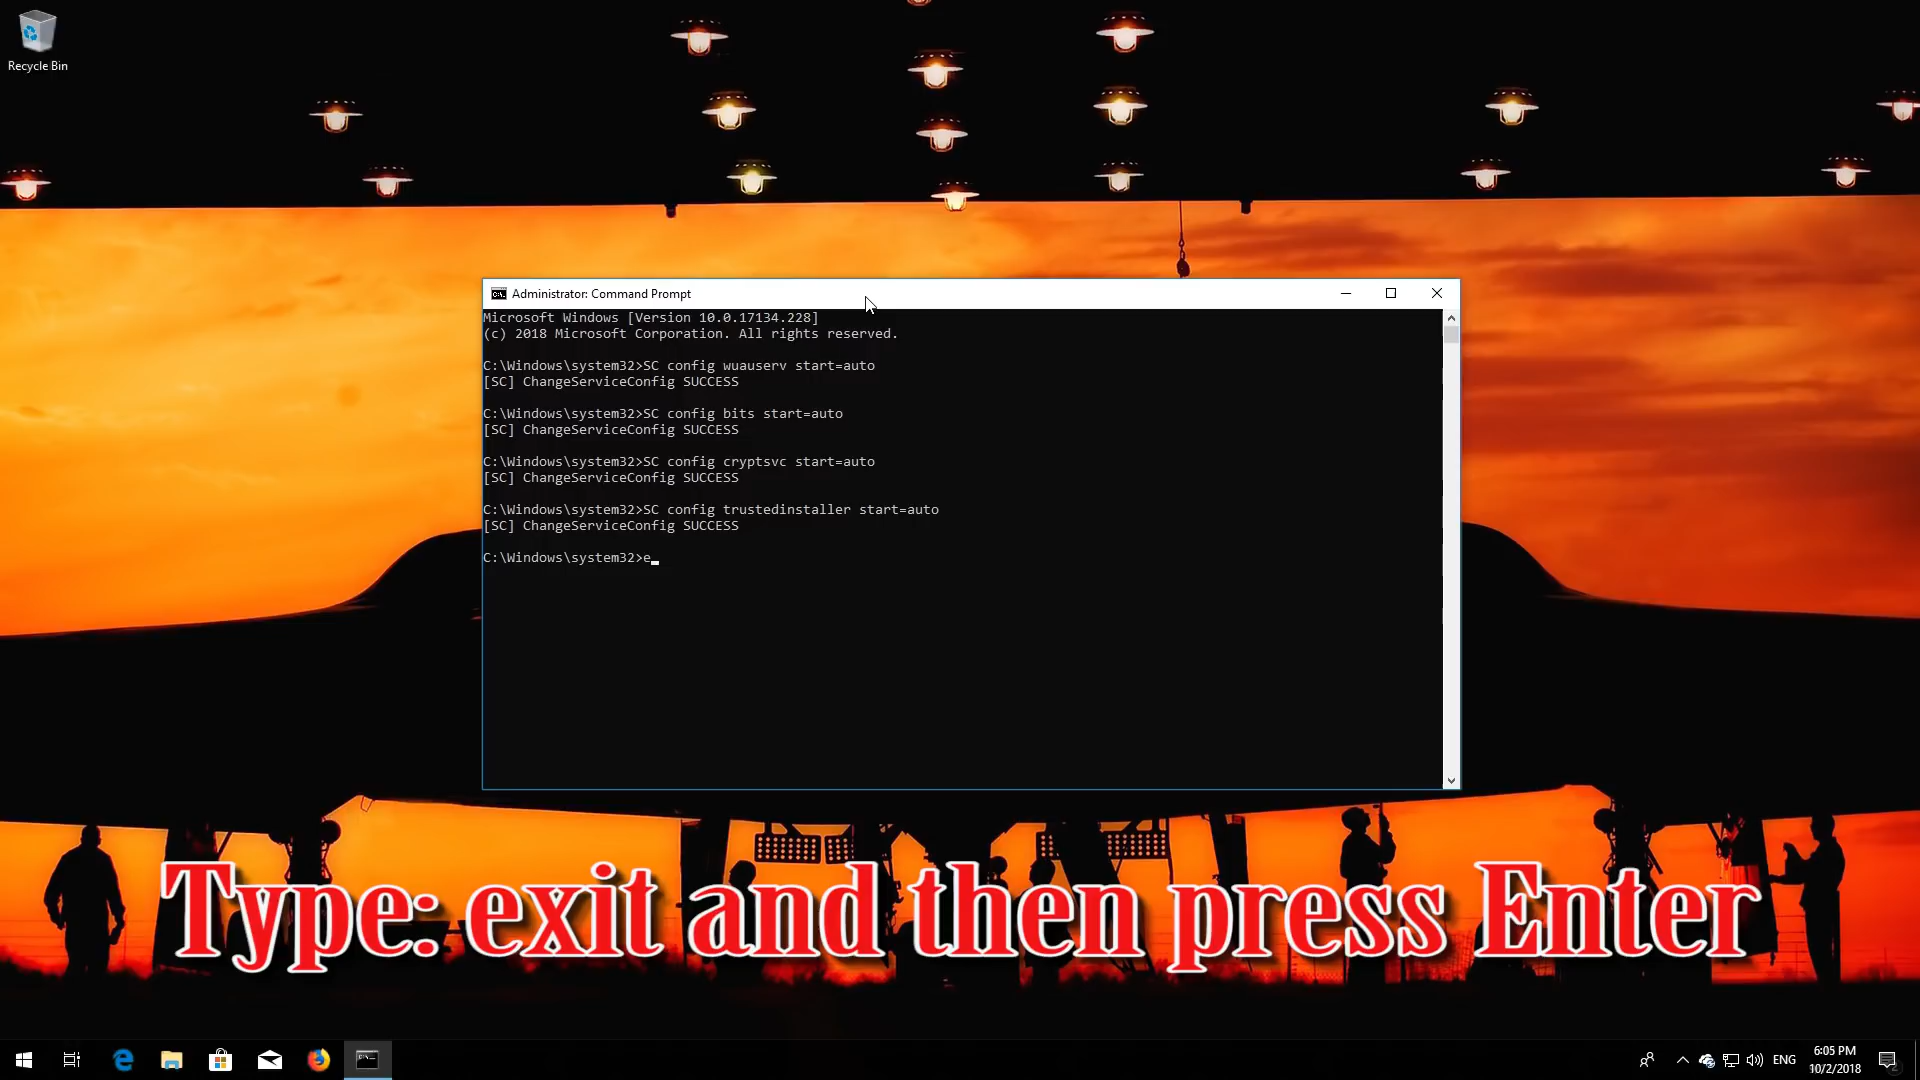 Recycle Bin
Administrator: Command Prompt
Microsoft Windows [Version 10.0.17134.228]
(c) 2018 Microsoft Corporation. All rights reserved.
C:\Windows\system32>SC config wuauserv start=auto
[SC] ChangeServiceConfig SUCCESS
C:\Windows\system32>SC config bits start=auto
[SC] ChangeServiceConfig SUCCESS
C:\Windows\system32>SC config cryptsvc start=auto
[SC] ChangeServiceConfig SUCCESS
C:\Windows\system32>SC config trustedinstaller start=auto
[SC] ChangeServiceConfig SUCCESS
C:\Windows\system32>e
Type: exit and then press Enter
ENG
6:05 PM
10/2/2018